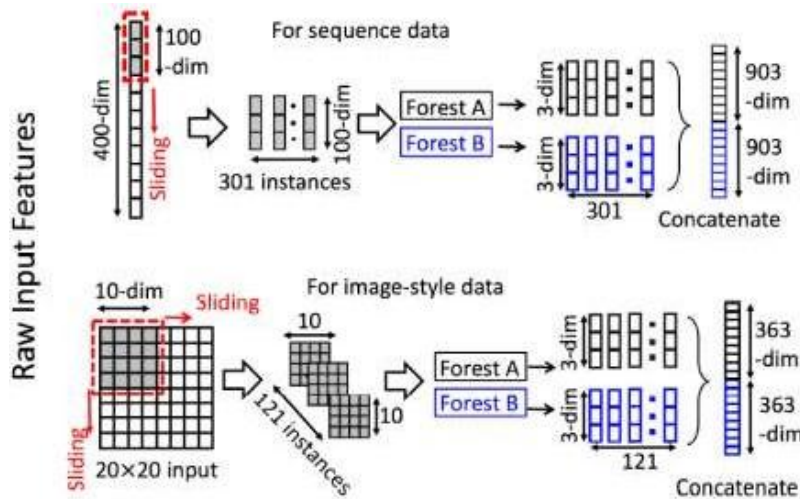 Raw Input Features
For sequence data
400-dim
100
-dim
Sliding
100-dim
301 instances
Forest A
Forest B
3-dim
3-dim
301
903
-dim
903
-dim
Concatenate
For image-style data
10-dim
Sliding
Sliding
20×20 input
10
10
121 instances
Forest A
Forest B
3-dim
3-dim
121
363
-dim
363
-dim
Concatenate